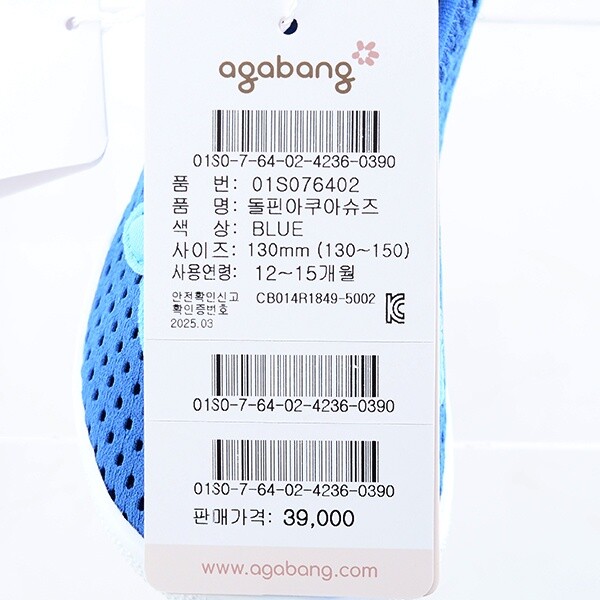 agabang
01S0-7-64-02-4236-0390
품 번: 01S076402
품 명: 돌핀아쿠아슈즈
색 상: BLUE
사이즈: 130mm (130~150)
사용연령: 12~15개월
안전확인신고 CB014R1849-5002
확인증번호
2025.03
01S0-7-64-02-4236-0390
01S0-7-64-02-4236-0390
판매가격: 39,000
www.agabang.com